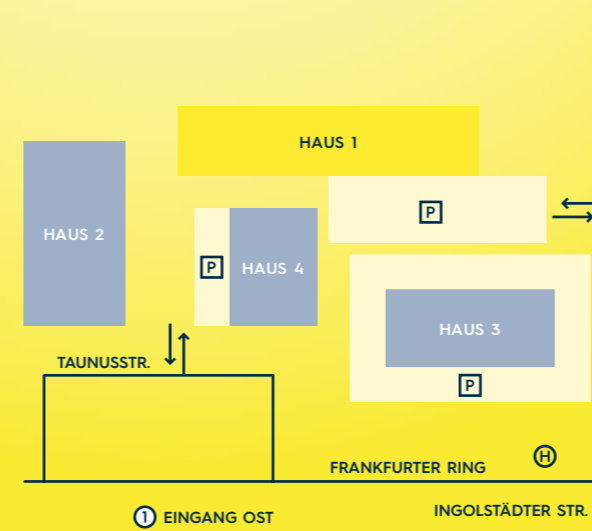 HAUS 1
HAUS 2
P
P
HAUS 4
HAUS 3
TAUNUSSTR.
P
FRANKFURTER RING
H
1 EINGANG OST
INGOLSTÄDTER STR.